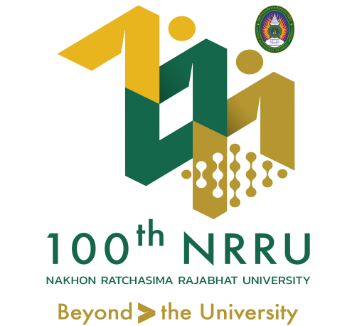 100th NRRU
NAKHON RATCHASIMA RAJABHAT UNIVERSITY
Beyond > the University